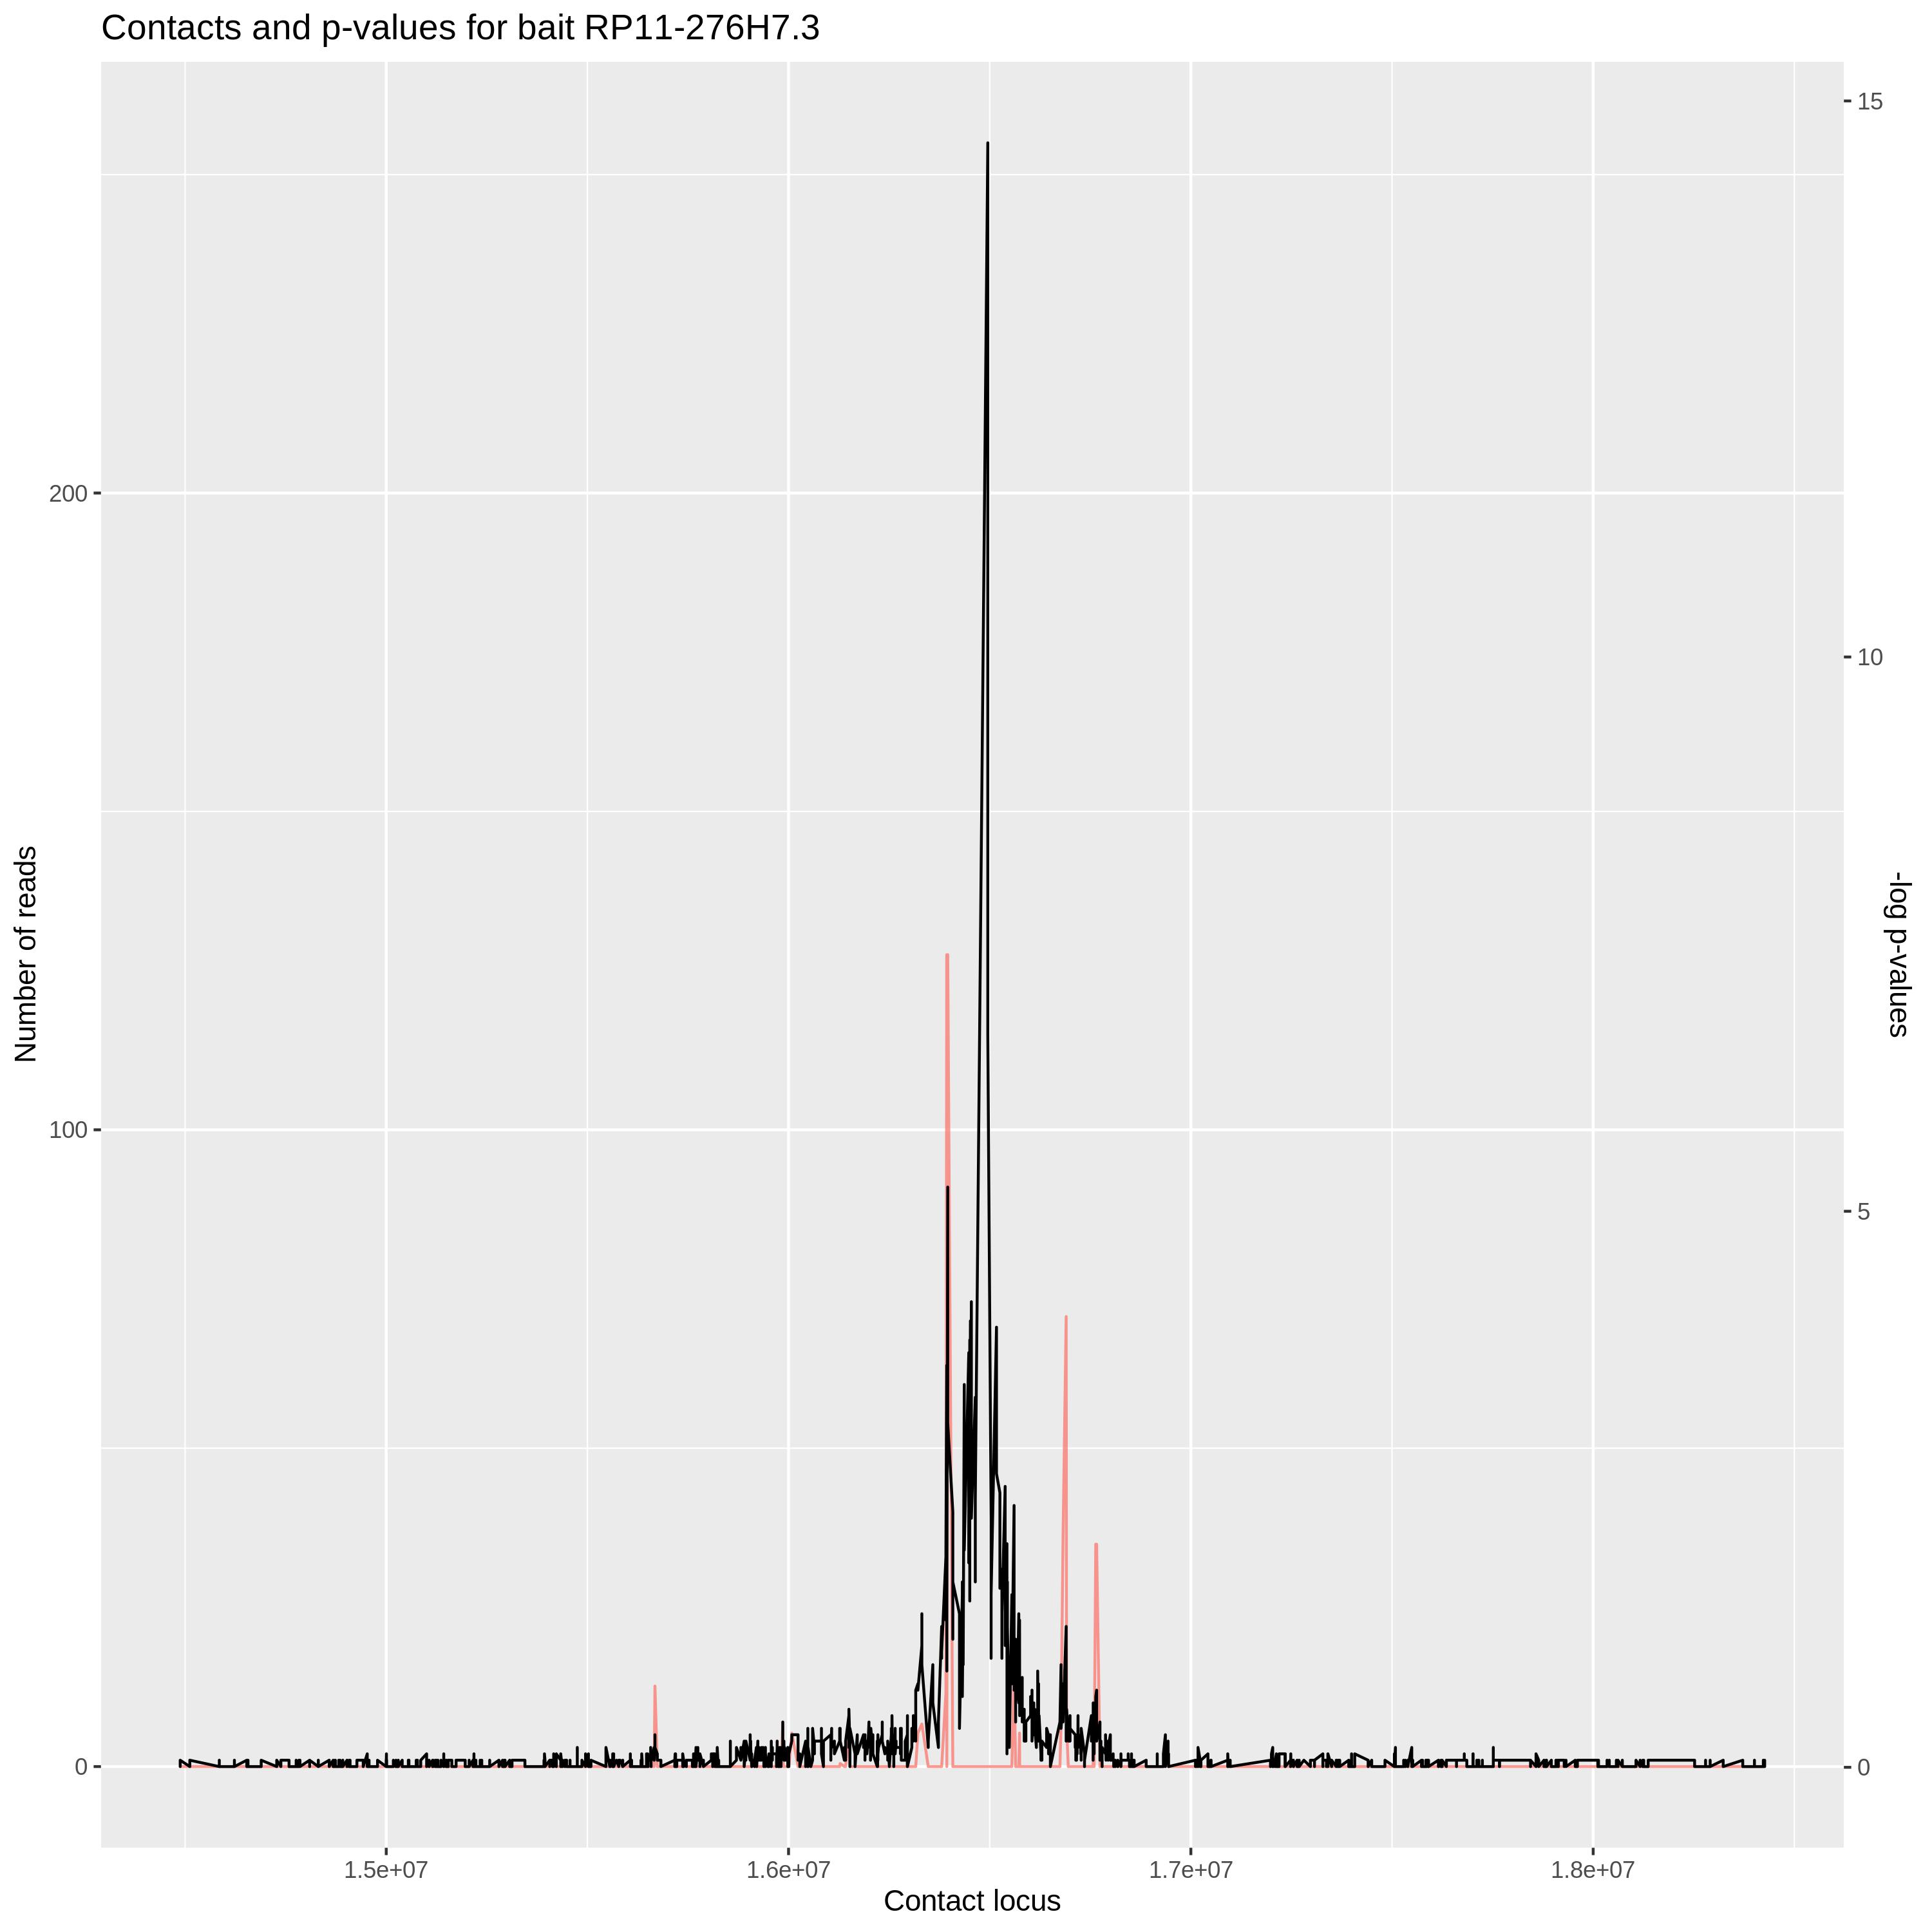 Contacts and p-values for bait RP11-276H7.3
Number of reads
200
100
0
15
10
5
0
-log p-values
1.5e+07 1.6e+07 1.7e+07 1.8e+07
Contact locus